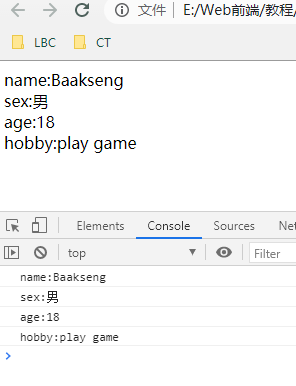 文件 E:/Web前端/教程/
LBC CT
name:Baakseng
sex:男
age:18
hobby:play game
Elements Console Sources Net
top Filter
name:Baakseng
sex:男
age:18
hobby:play game